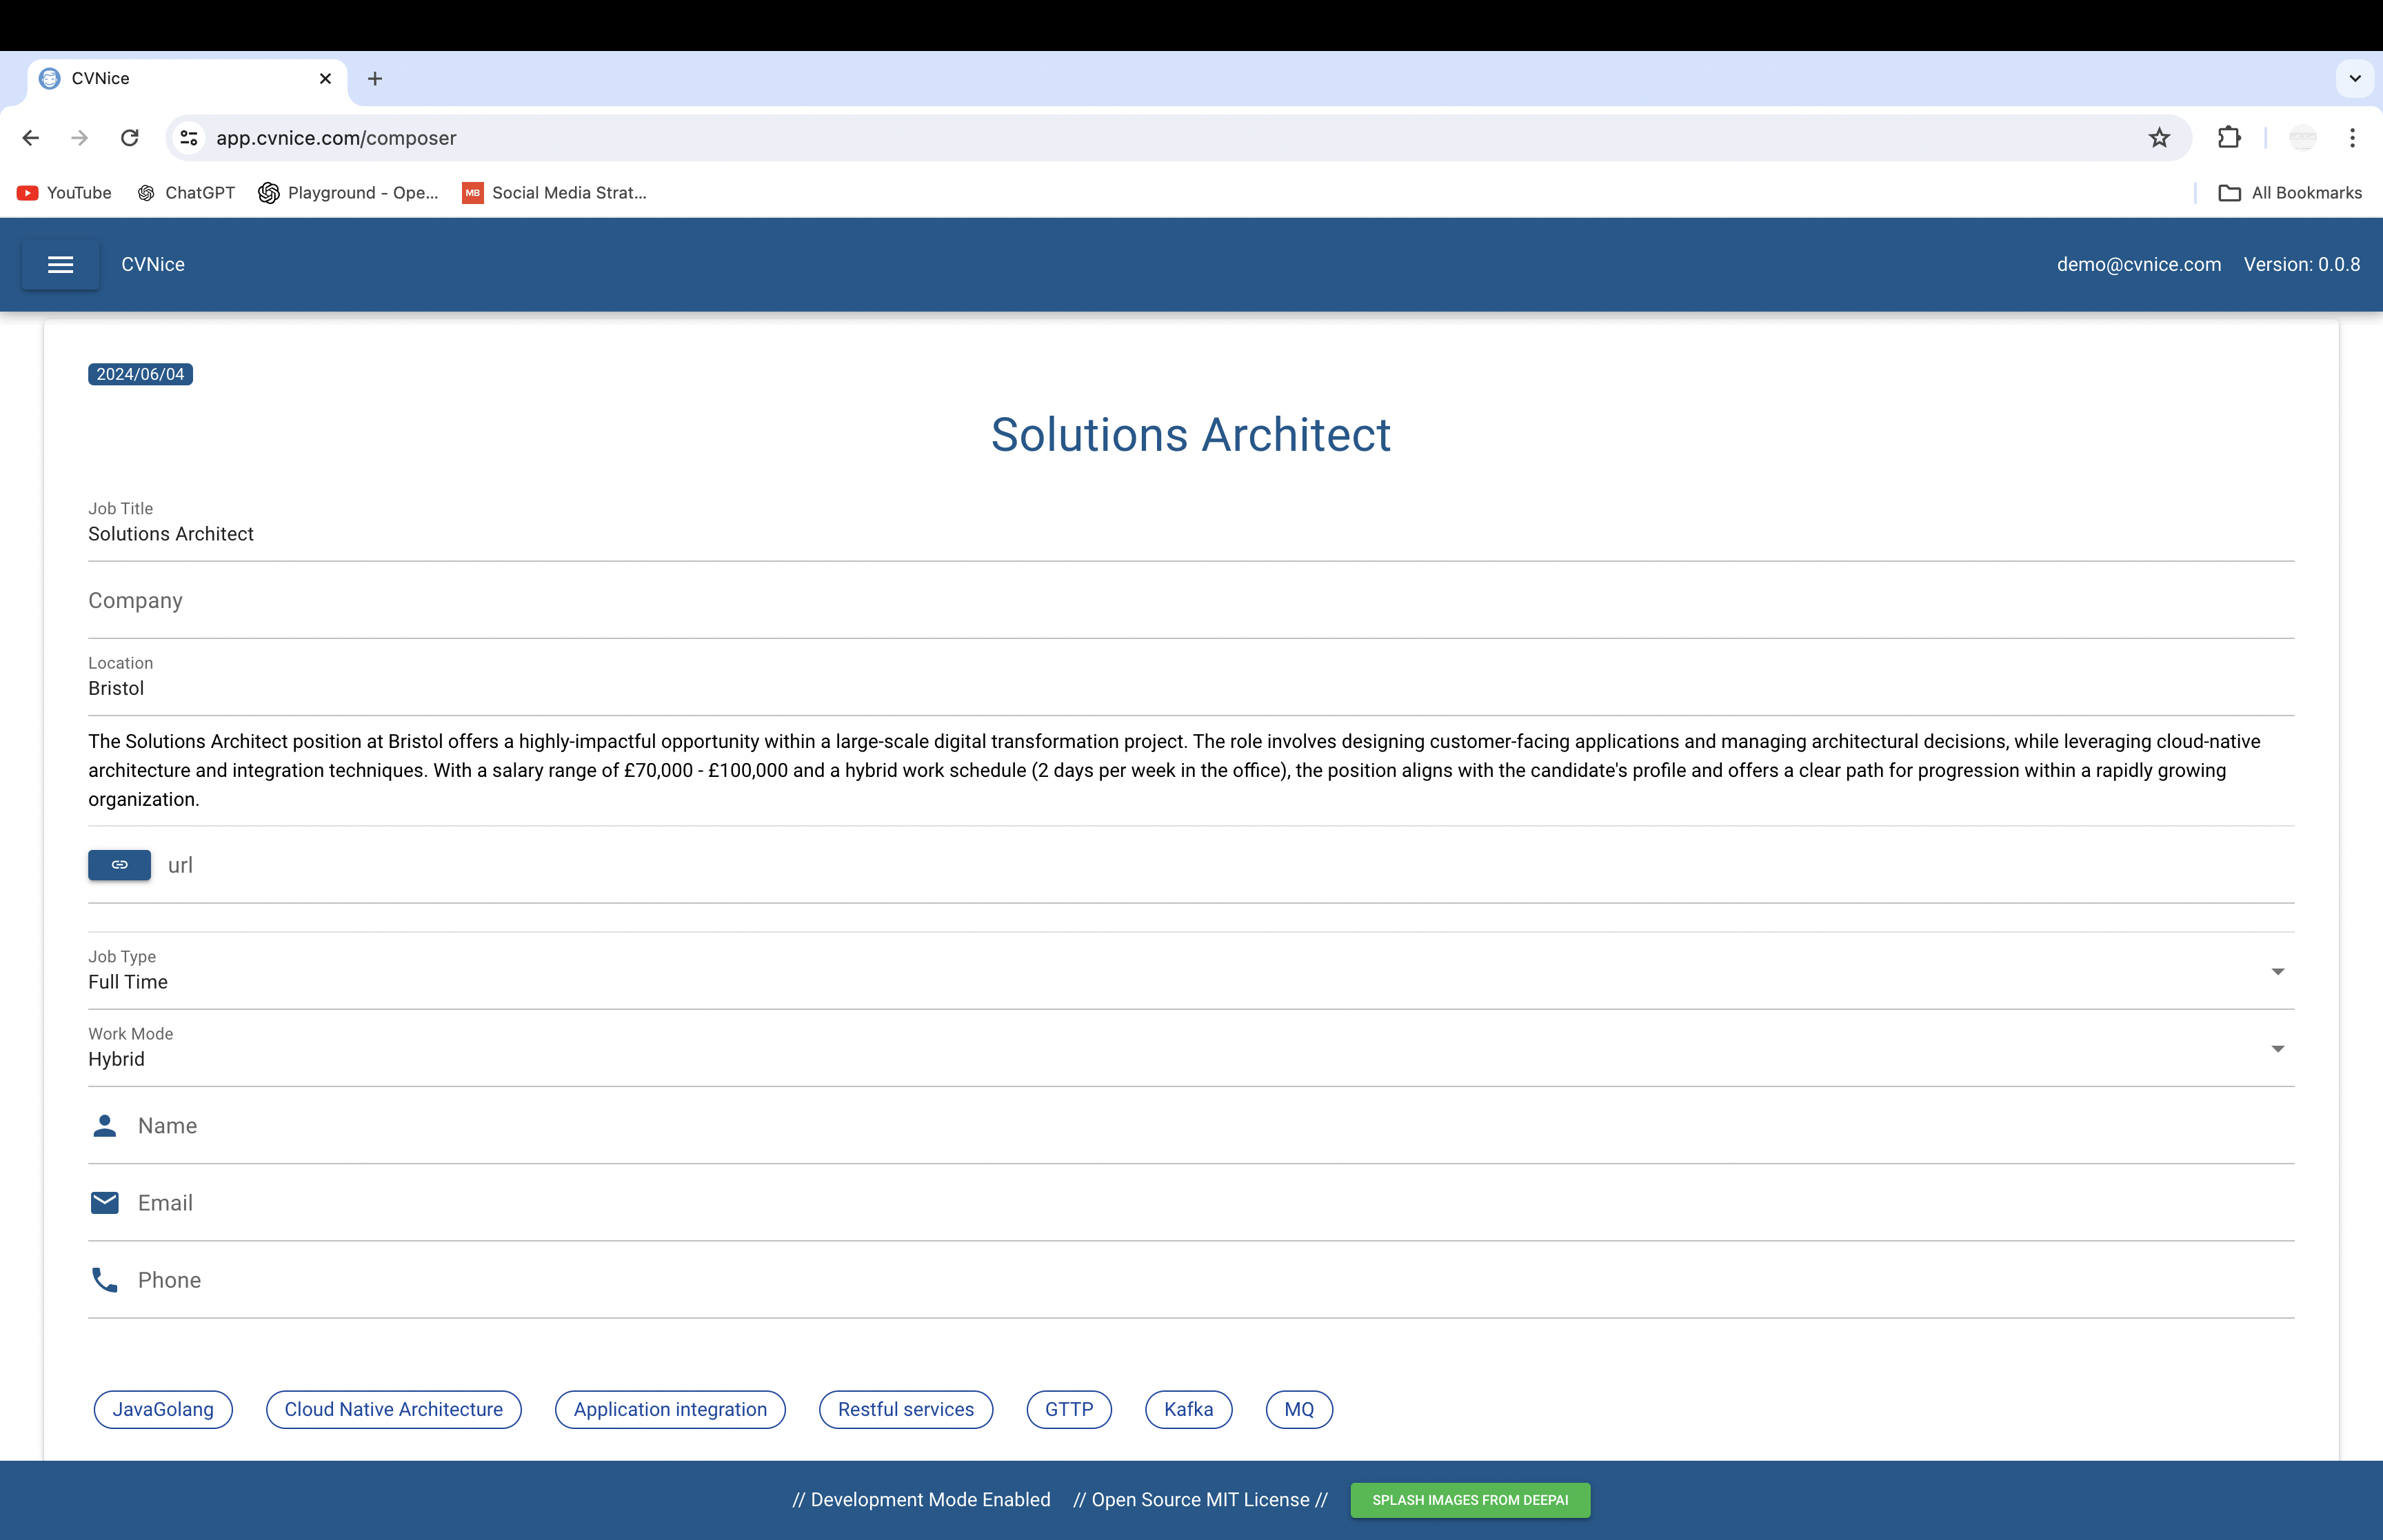 CVNice
app.cvnice.com/composer
YouTube ChatGPT Playground - Ope... MB Social Media Strat... All Bookmarks
CVNice demo@cvnice.com Version: 0.0.8
2024/06/04
Solutions Architect
Job Title
Solutions Architect
Company
Location
Bristol
The Solutions Architect position at Bristol offers a highly-impactful opportunity within a large-scale digital transformation project. The role involves designing customer-facing applications and managing architectural decisions, while leveraging cloud-native
architecture and integration techniques. With a salary range of £70,000 - £100,000 and a hybrid work schedule (2 days per week in the office), the position aligns with the candidate's profile and offers a clear path for progression within a rapidly growing
organization.
url
Job Type
Full Time
Work Mode
Hybrid
Name
Email
Phone
JavaGolang Cloud Native Architecture Application integration Restful services GTTP Kafka MQ
// Development Mode Enabled // Open Source MIT License // SPLASH IMAGES FROM DEEPAI